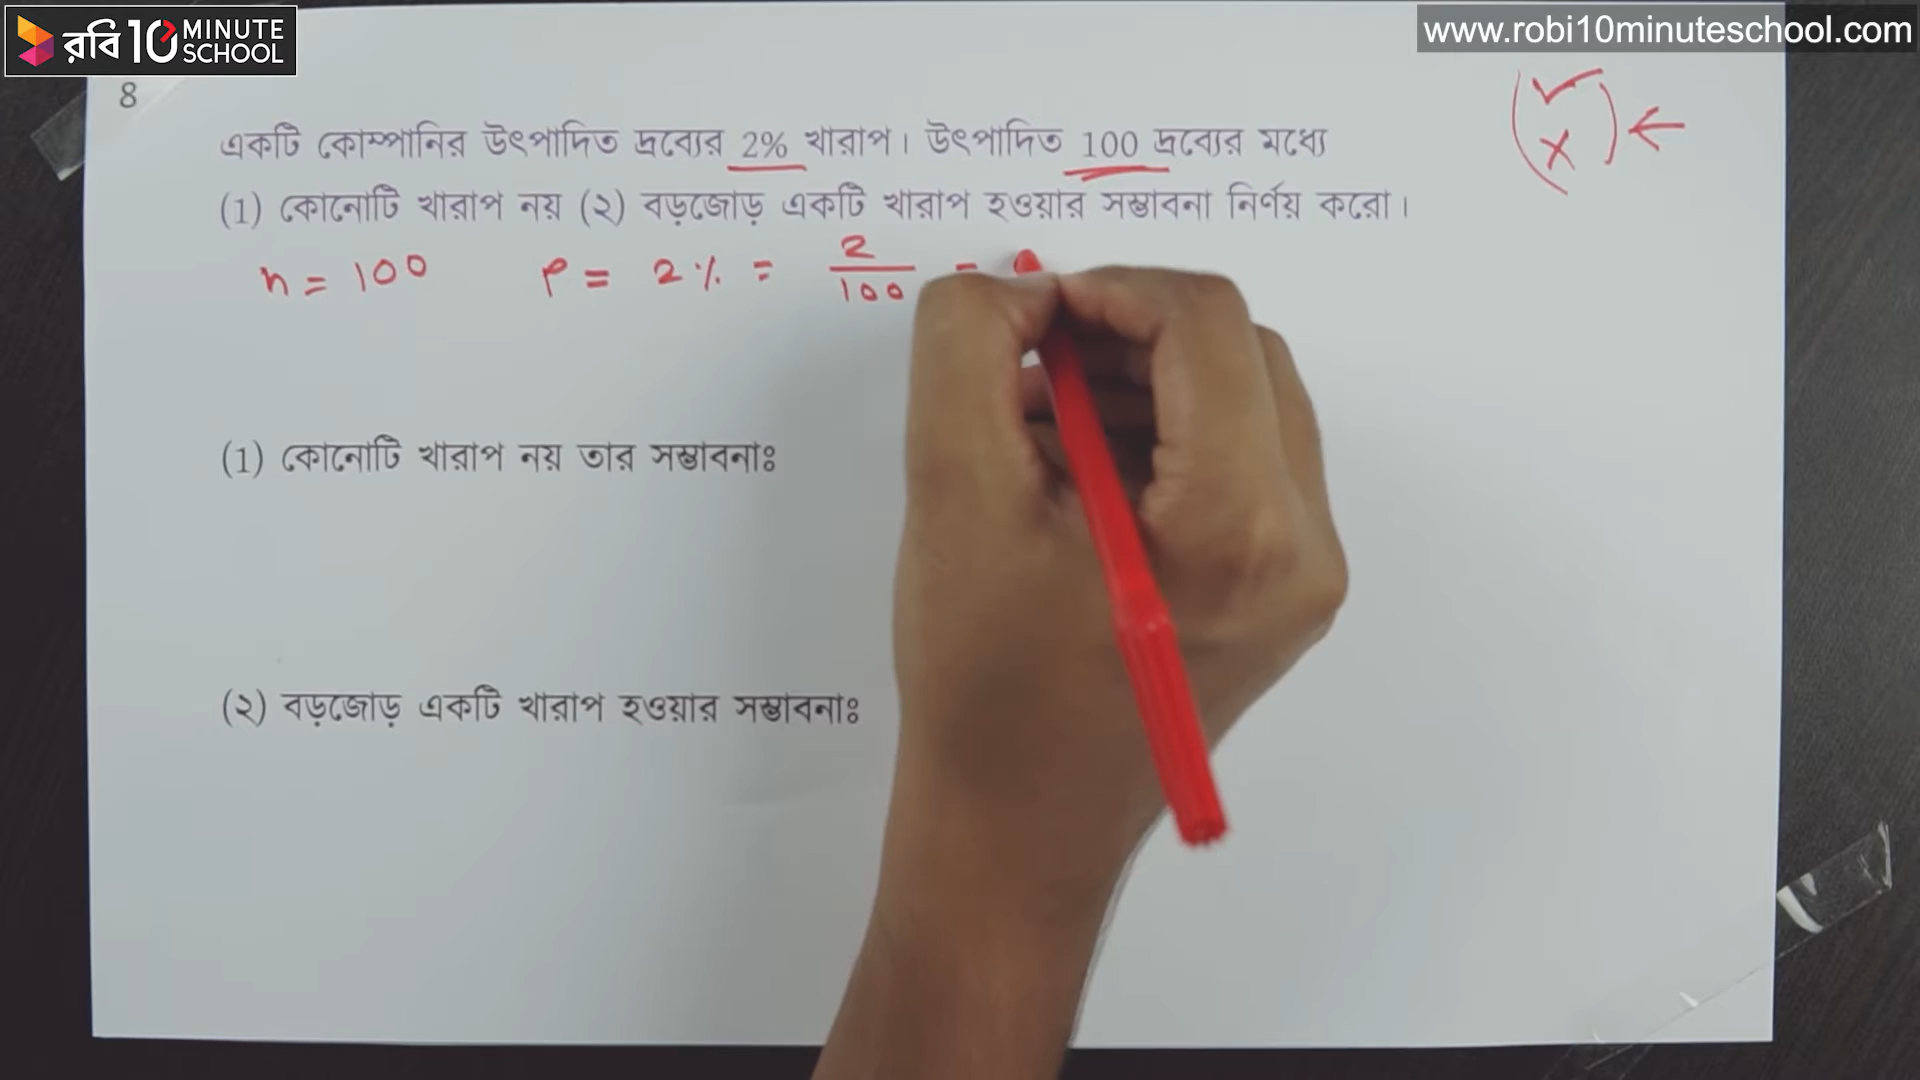 রবি 10 MINUTE SCHOOL
www.robi10minuteschool.com
8
একটি কোম্পানির উৎপাদিত দ্রব্যের 2% খারাপ। উৎপাদিত 100 দ্রব্যের মধ্যে
(1) কোনোটি খারাপ নয় (২) বড়জোড় একটি খারাপ হওয়ার সম্ভাবনা নির্ণয় করো।
n = 100 P = 2% = 2/100 =
(1) কোনোটি খারাপ নয় তার সম্ভাবনাঃ
(২) বড়জোড় একটি খারাপ হওয়ার সম্ভাবনাঃ